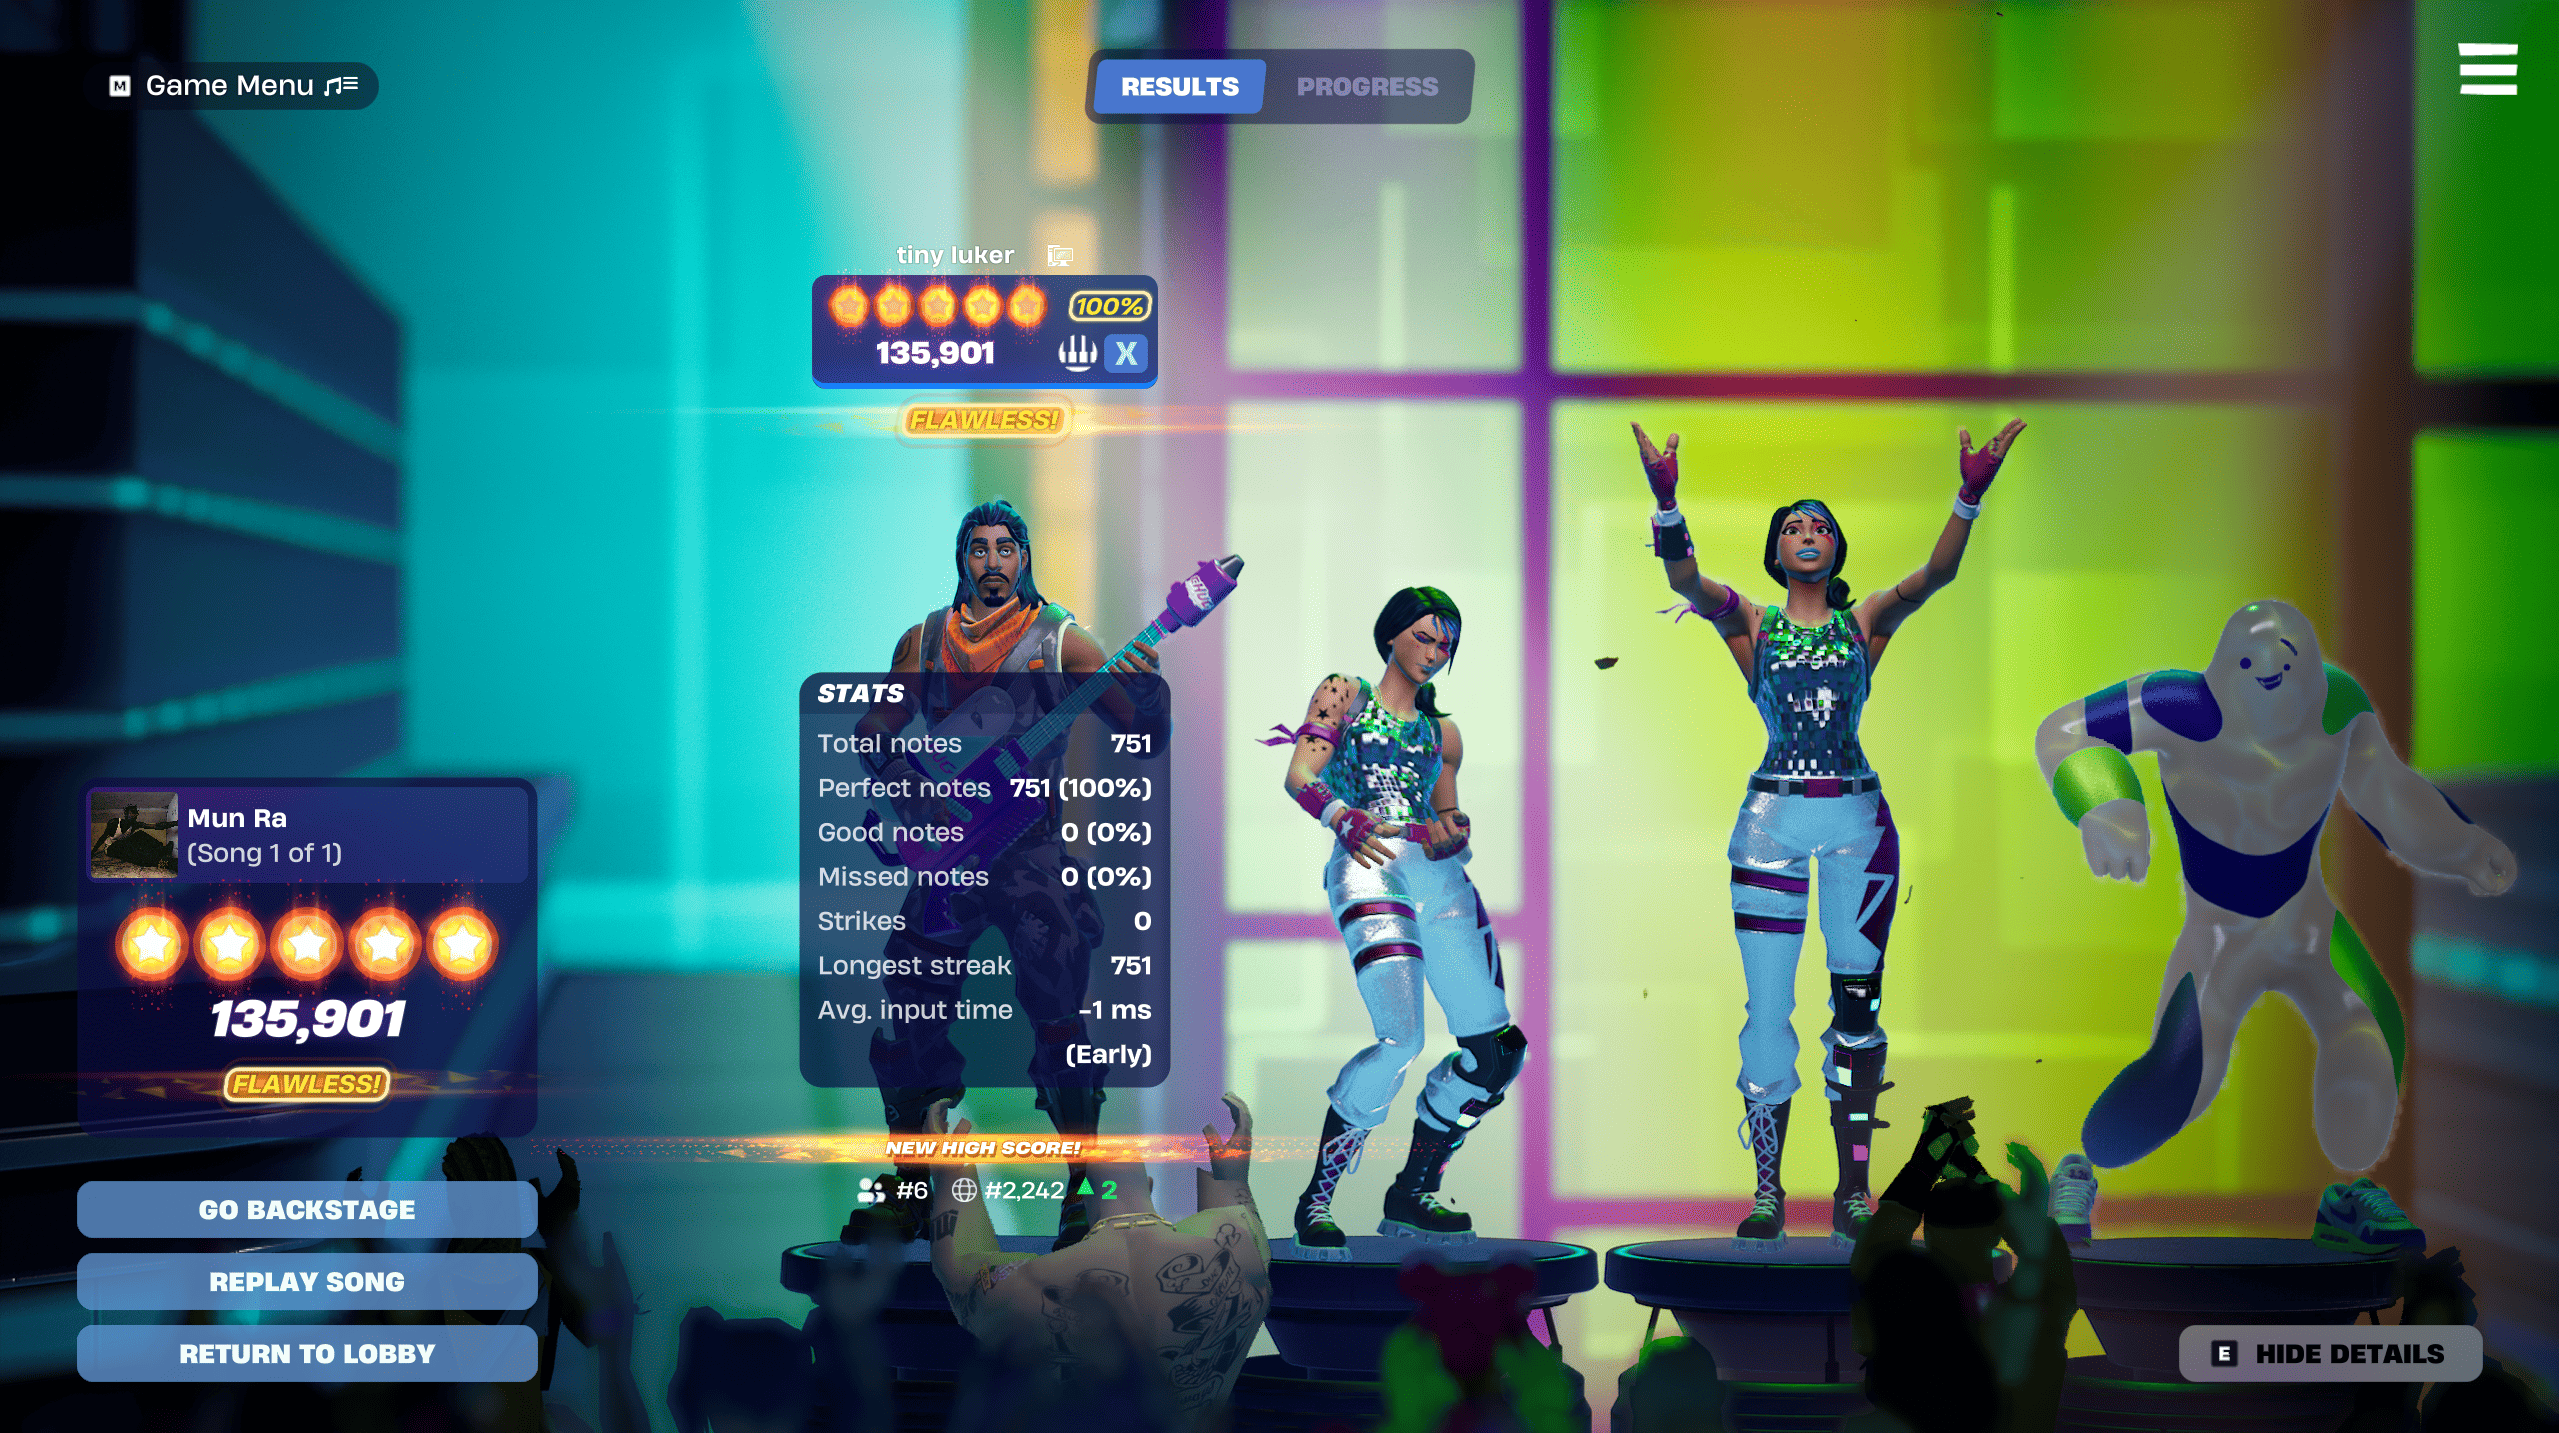 M Game Menu
RESULTS PROGRESS
tiny luker
100%
135,901 X
FLAWLESS!
STATS
Total notes 751
Perfect notes 751 (100%)
Good notes 0 (0%)
Missed notes 0 (0%)
Strikes 0
Longest streak 751
Avg. input time -1 ms
(Early)
NEW HIGH SCORE!
#6 #2,242 2
Mun Ra
(Song 1 of 1)
135,901
FLAWLESS!
GO BACKSTAGE
REPLAY SONG
RETURN TO LOBBY
E HIDE DETAILS